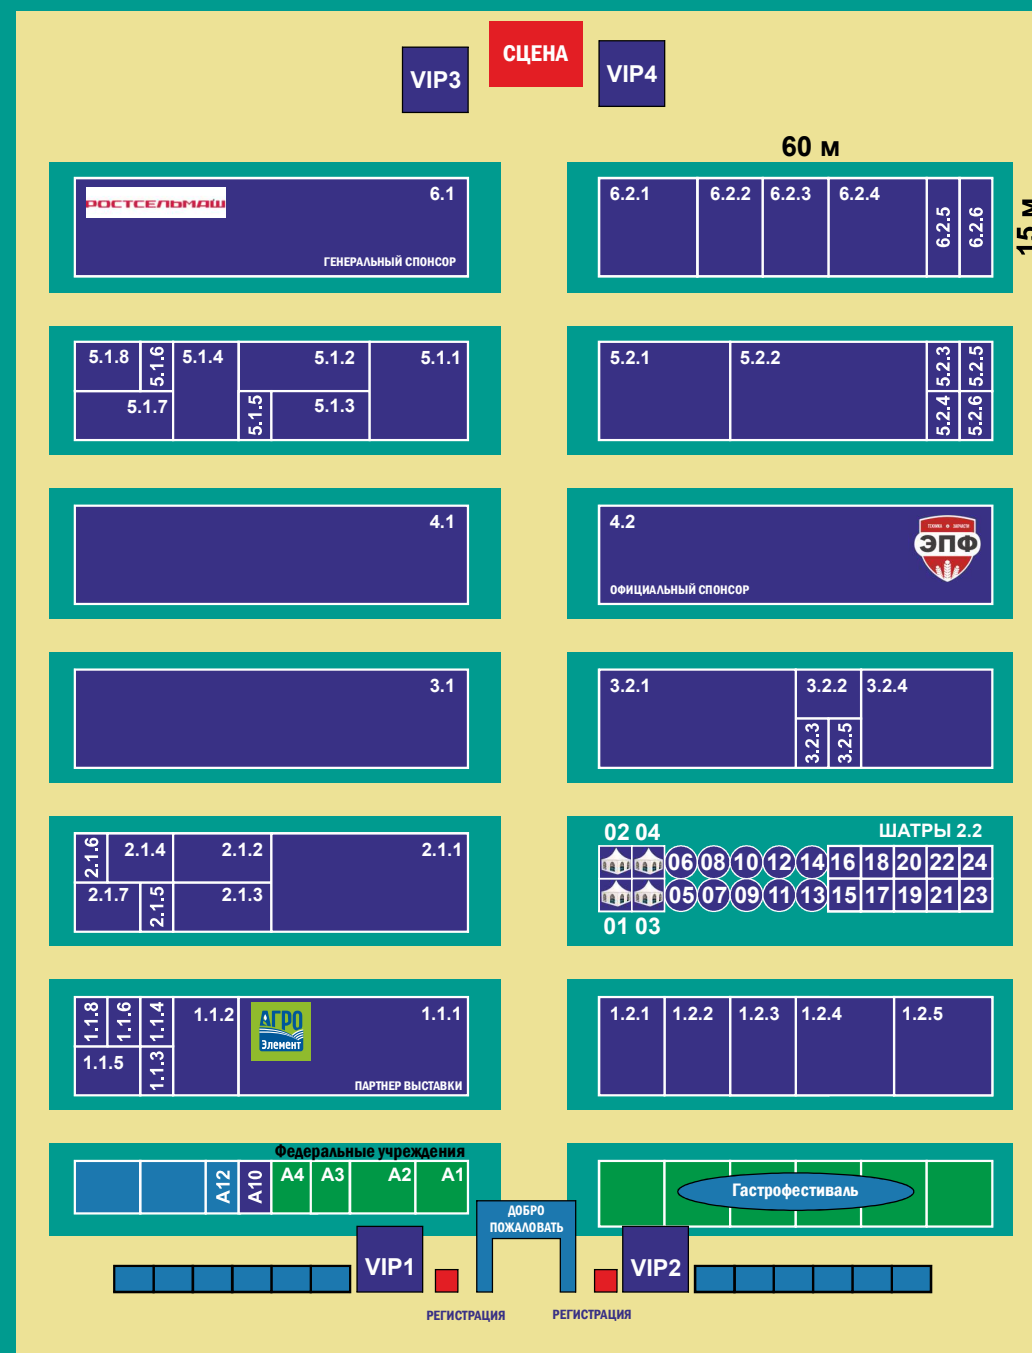 СЦЕНА
VIP3
VIP4
60 м
15 м
РОСТСЕЛЬМАШ
6.1
ГЕНЕРАЛЬНЫЙ СПОНСОР
6.2.1
6.2.2
6.2.3
6.2.4
6.2.5
6.2.6
5.1.8
5.1.6
5.1.4
5.1.2
5.1.1
5.1.7
5.1.5
5.1.3
5.2.1
5.2.2
5.2.3
5.2.5
5.2.4
5.2.6
4.1
4.2
ТЕХНИКА ЗАПЧАСТИ
ЭПФ
ОФИЦИАЛЬНЫЙ СПОНСОР
3.1
3.2.1
3.2.2
3.2.4
3.2.3
3.2.5
2.1.6
2.1.4
2.1.2
2.1.1
2.1.7
2.1.5
2.1.3
02 04
ШАТРЫ 2.2
06 08 10 12 14 16 18 20 22 24
05 07 09 11 13 15 17 19 21 23
01 03
1.1.8
1.1.6
1.1.4
1.1.2
АГРО
Элемент
1.1.1
1.1.5
1.1.3
ПАРТНЕР ВЫСТАВКИ
1.2.1
1.2.2
1.2.3
1.2.4
1.2.5
Федеральные учреждения
А12
А10
А4
А3
А2
А1
Гастрофестиваль
ДОБРО
ПОЖАЛОВАТЬ
VIP1
VIP2
РЕГИСТРАЦИЯ
РЕГИСТРАЦИЯ